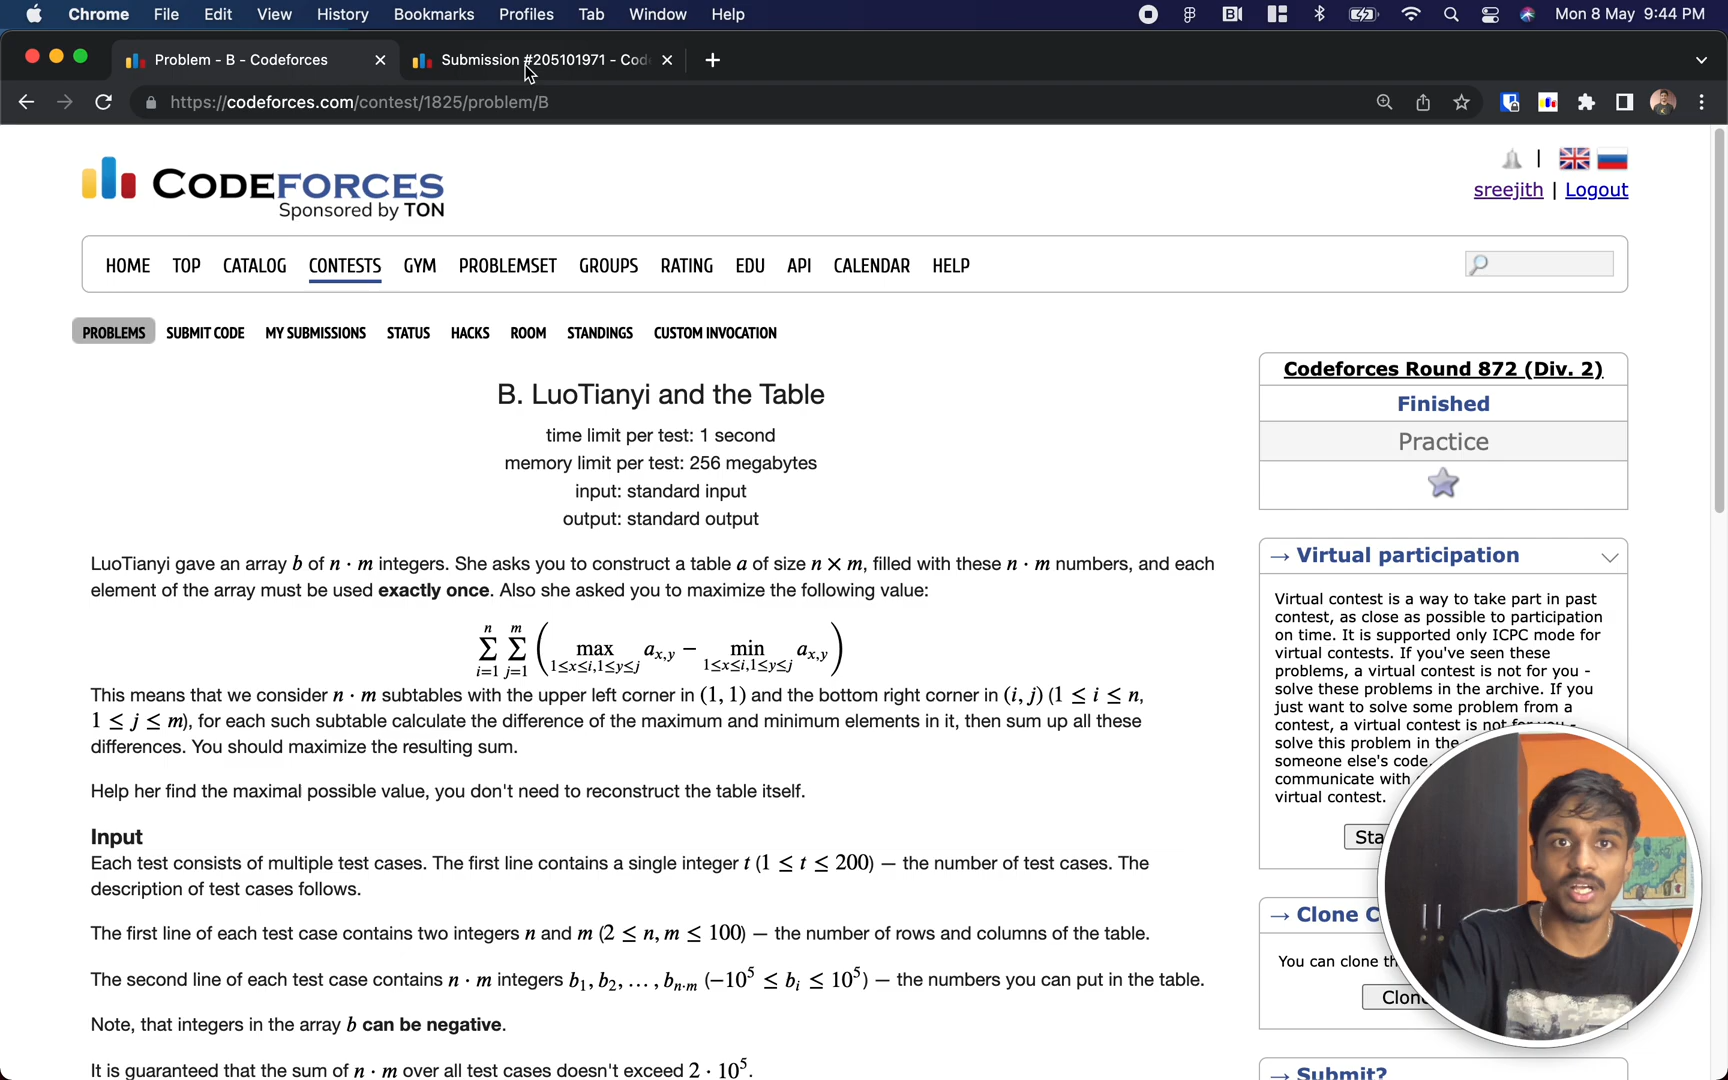 Chrome File Edit View History Bookmarks Profiles Tab Window Help Mon 8 May 9:44 PM
Problem - B - Codeforces Submission #205101971 - Cod
https://codeforces.com/contest/1825/problem/B
CODEFORCES
Sponsored by TON
sreejith | Logout
HOME TOP CATALOG CONTESTS GYM PROBLEMSET GROUPS RATING EDU API CALENDAR HELP
PROBLEMS SUBMIT CODE MY SUBMISSIONS STATUS HACKS ROOM STANDINGS CUSTOM INVOCATION
B. LuoTianyi and the Table
time limit per test: 1 second
memory limit per test: 256 megabytes
input: standard input
output: standard output
LuoTianyi gave an array b of n · m integers. She asks you to construct a table a of size n × m, filled with these n · m numbers, and each
element of the array must be used exactly once. Also she asked you to maximize the following value:
∑_{i=1}^{n} ∑_{j=1}^{m} ( max_{1≤x≤i,1≤y≤j} a_{x,y} − min_{1≤x≤i,1≤y≤j} a_{x,y} )
This means that we consider n · m subtables with the upper left corner in (1, 1) and the bottom right corner in (i, j) (1 ≤ i ≤ n,
1 ≤ j ≤ m), for each such subtable calculate the difference of the maximum and minimum elements in it, then sum up all these
differences. You should maximize the resulting sum.
Help her find the maximal possible value, you don't need to reconstruct the table itself.
Input
Each test consists of multiple test cases. The first line contains a single integer t (1 ≤ t ≤ 200) — the number of test cases. The
description of test cases follows.
The first line of each test case contains two integers n and m (2 ≤ n, m ≤ 100) — the number of rows and columns of the table.
The second line of each test case contains n · m integers b₁, b₂, … , b_{n·m} (−10⁵ ≤ bᵢ ≤ 10⁵) — the numbers you can put in the table.
Note, that integers in the array b can be negative.
It is guaranteed that the sum of n · m over all test cases doesn't exceed 2 · 10⁵.
Codeforces Round 872 (Div. 2)
Finished
Practice
→ Virtual participation
Virtual contest is a way to take part in past
contest, as close as possible to participation
on time. It is supported only ICPC mode for
virtual contests. If you've seen these
problems, a virtual contest is not for you -
solve these problems in the archive. If you
just want to solve some problem from a
contest, a virtual contest is not for you -
solve this problem in the
someone else's code,
communicate with
virtual contest.
Sta
→ Clone C
You can clone th
Clone
→ Submit?